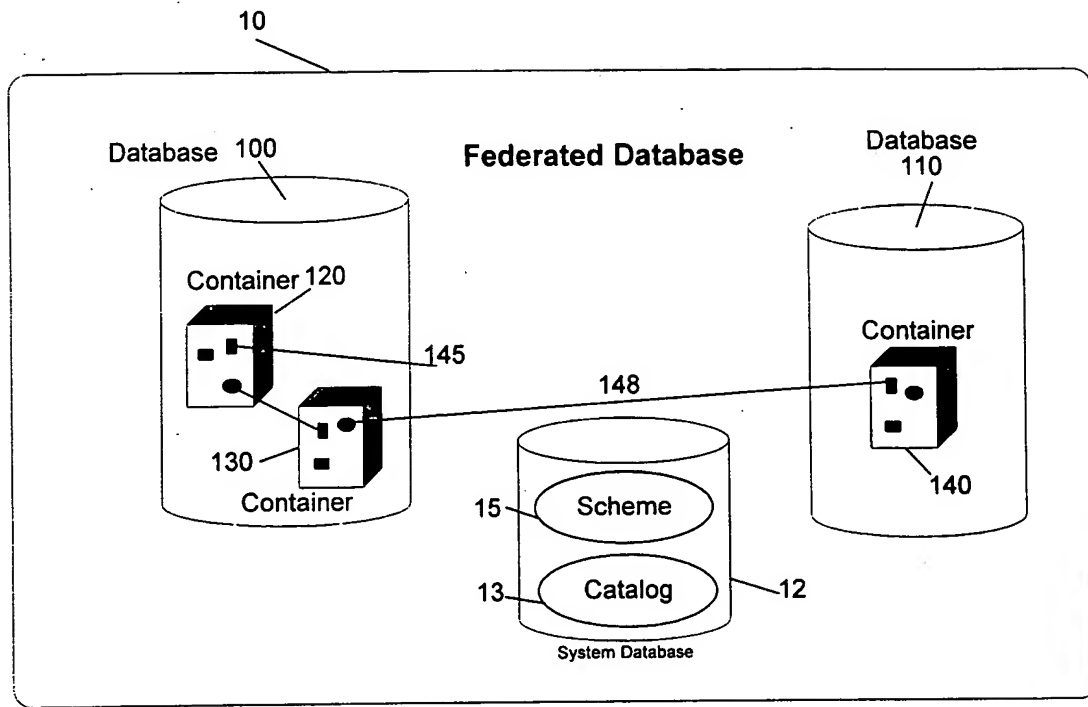 10
Database 100
Federated Database
Database
110
Container 120
145
148
Container
130
Container
140
15
Scheme
13
Catalog
12
System Database